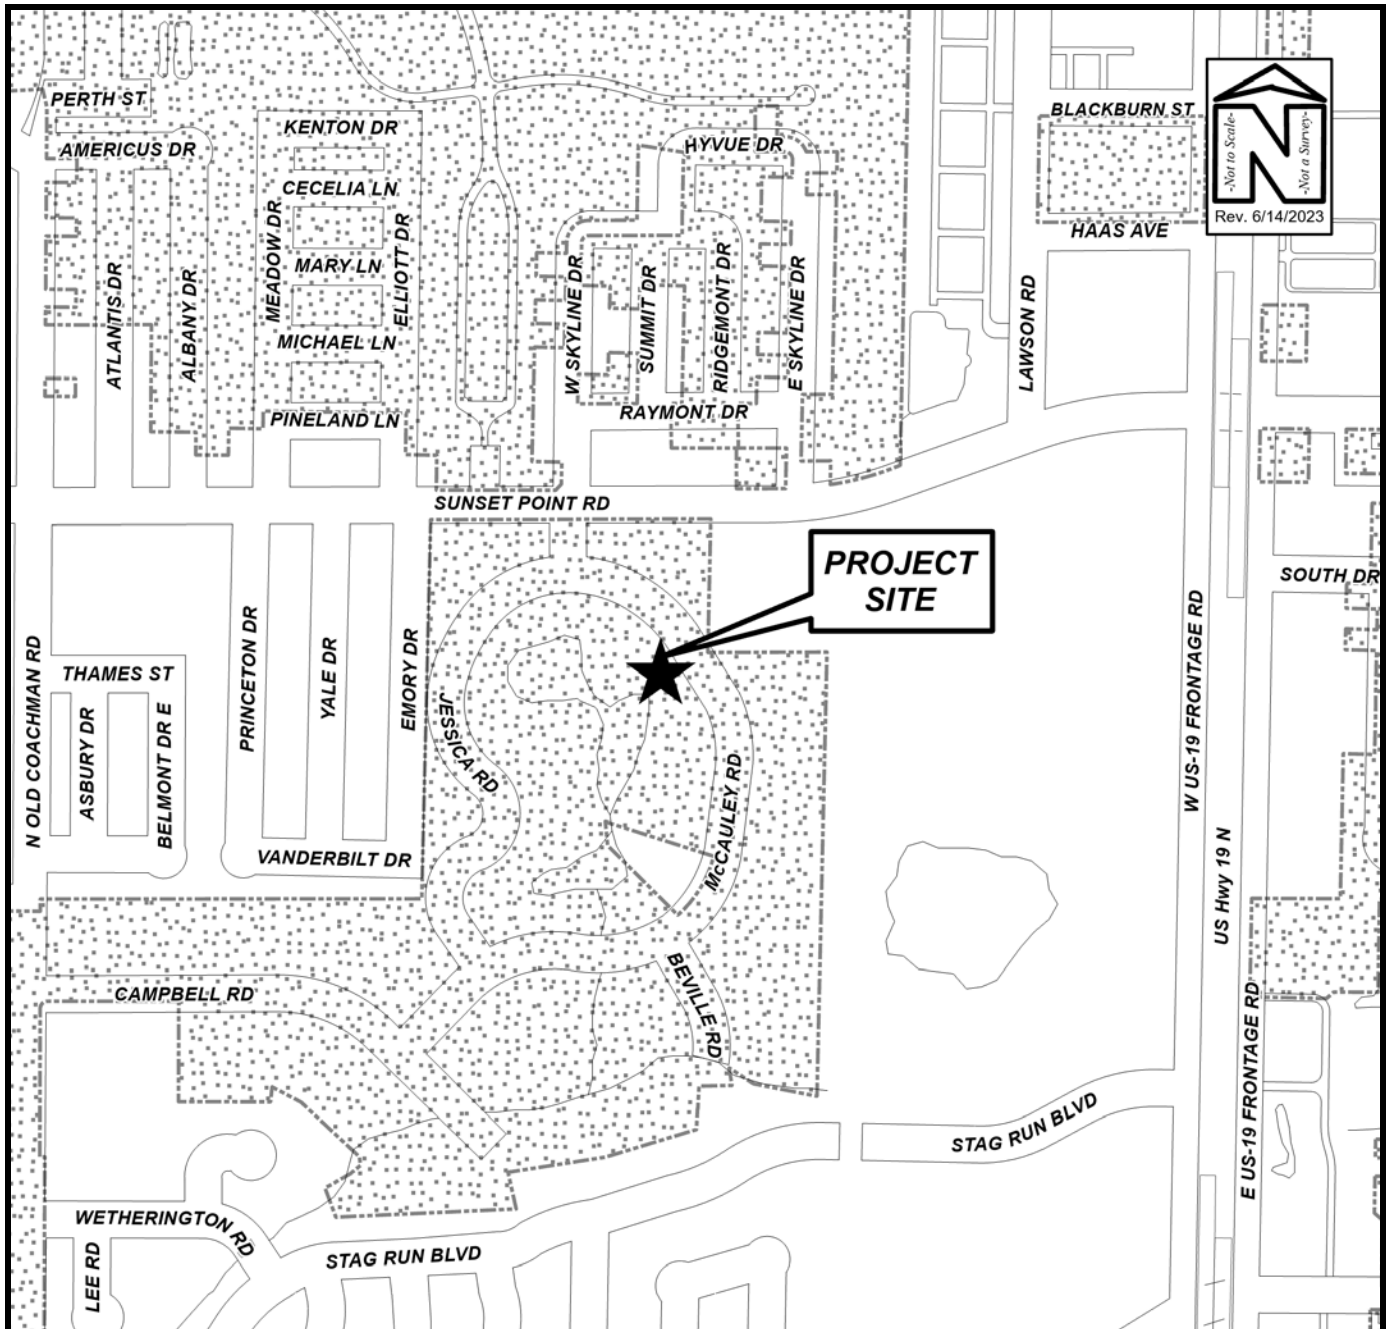 PERTH ST
AMERICUS DR
KENTON DR
CECELIA LN
MEADOW DR
MARY LN
ELLIOTT DR
ATLANTIS DR
ALBANY DR
MICHAEL LN
PINELAND LN
HYVUE DR
W SKYLINE DR
SUMMIT DR
RIDGEMONT DR
E SKYLINE DR
RAYMONT DR
BLACKBURN ST
HAAS AVE
LAWSON RD
-Not to Scale-
N
-Not a Survey-
Rev. 6/14/2023
SUNSET POINT RD
PROJECT
SITE
SOUTH DR
N OLD COACHMAN RD
THAMES ST
ASBURY DR
BELMONT DR E
PRINCETON DR
YALE DR
EMORY DR
JESSICA RD
McCAULEY RD
VANDERBILT DR
W US-19 FRONTAGE RD
US Hwy 19 N
E US-19 FRONTAGE RD
CAMPBELL RD
BEVILLE RD
STAG RUN BLVD
WETHERINGTON RD
LEE RD
STAG RUN BLVD